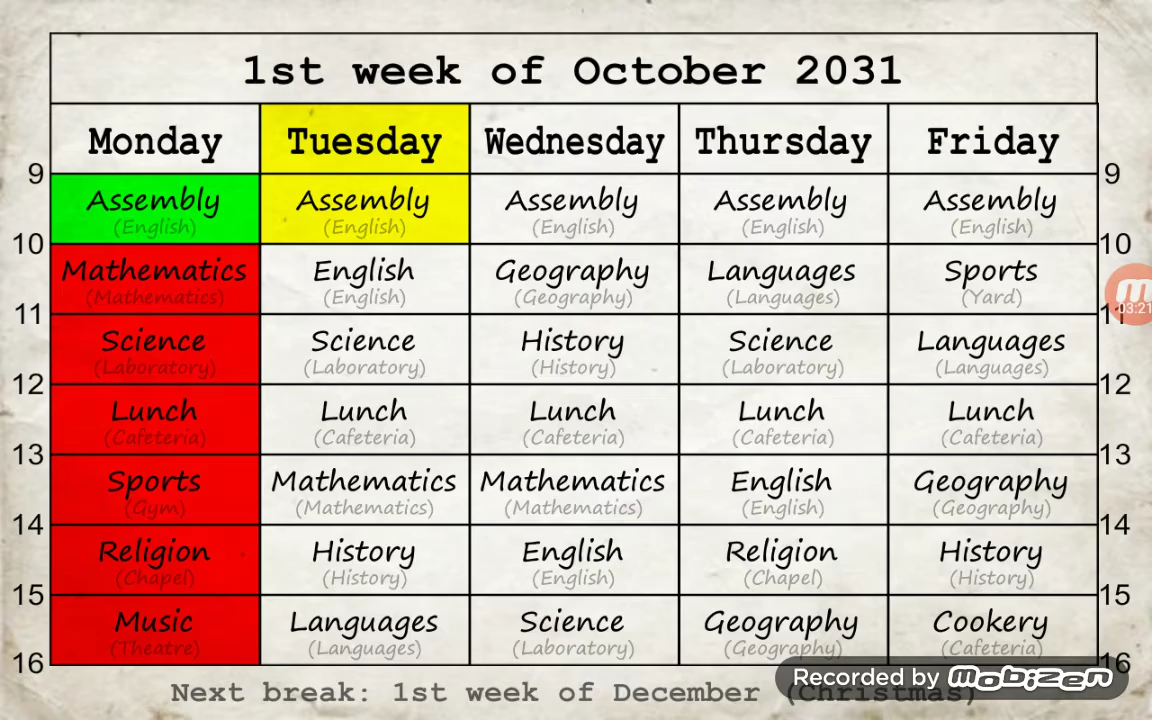 1st week of October 2031
Monday Tuesday Wednesday Thursday Friday
9 9
Assembly Assembly Assembly Assembly Assembly
(English) (English) (English) (English) (English)
10 10
Mathematics English Geography Languages Sports
(Mathematics) (English) (Geography) (Languages) (Yard)
03:21
11 11
Science Science History Science Languages
(Laboratory) (Laboratory) (History) (Laboratory) (Languages)
12 12
Lunch Lunch Lunch Lunch Lunch
(Cafeteria) (Cafeteria) (Cafeteria) (Cafeteria) (Cafeteria)
13 13
Sports Mathematics Mathematics English Geography
(Gym) (Mathematics) (Mathematics) (English) (Geography)
14 14
Religion History English Religion History
(Chapel) (History) (English) (Chapel) (History)
15 15
Music Languages Science Geography Cookery
(Theatre) (Languages) (Laboratory) (Geography) (Cafeteria)
16 16
Recorded by Mobizen
Next break: 1st week of December (Christmas)